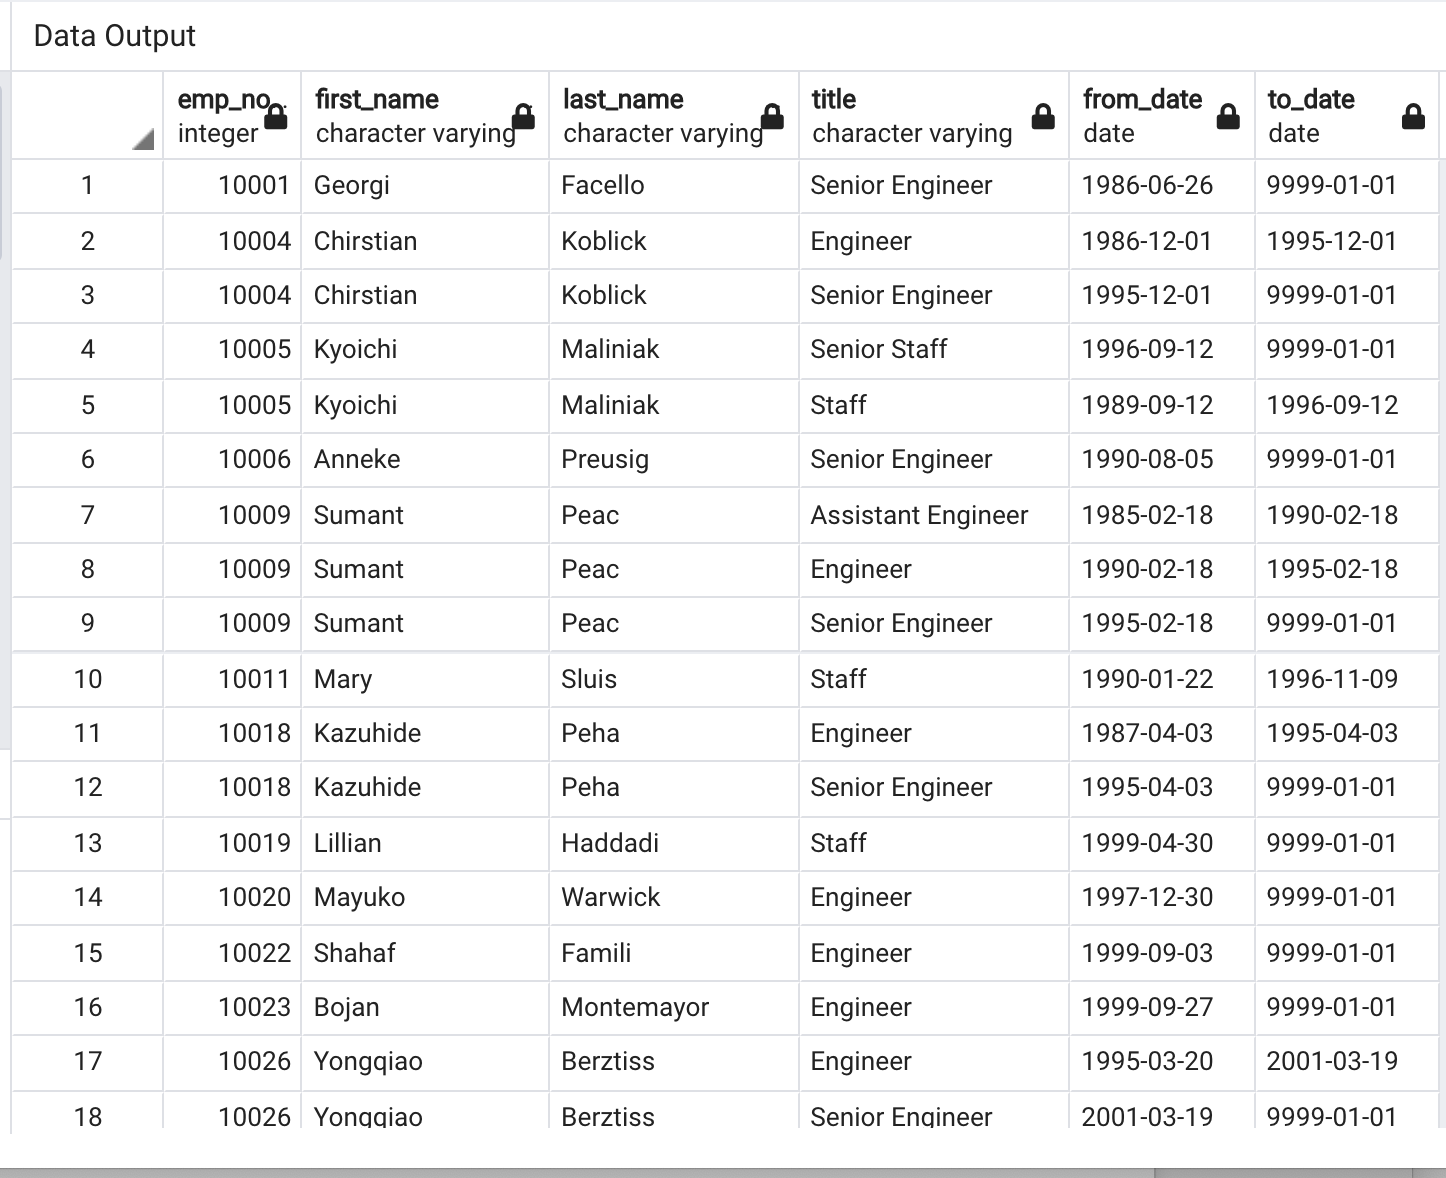 Data Output
emp_no first_name last_name title from_date to_date
integer character varying character varying character varying date date
1 10001 Georgi Facello Senior Engineer 1986-06-26 9999-01-01
2 10004 Chirstian Koblick Engineer 1986-12-01 1995-12-01
3 10004 Chirstian Koblick Senior Engineer 1995-12-01 9999-01-01
4 10005 Kyoichi Maliniak Senior Staff 1996-09-12 9999-01-01
5 10005 Kyoichi Maliniak Staff 1989-09-12 1996-09-12
6 10006 Anneke Preusig Senior Engineer 1990-08-05 9999-01-01
7 10009 Sumant Peac Assistant Engineer 1985-02-18 1990-02-18
8 10009 Sumant Peac Engineer 1990-02-18 1995-02-18
9 10009 Sumant Peac Senior Engineer 1995-02-18 9999-01-01
10 10011 Mary Sluis Staff 1990-01-22 1996-11-09
11 10018 Kazuhide Peha Engineer 1987-04-03 1995-04-03
12 10018 Kazuhide Peha Senior Engineer 1995-04-03 9999-01-01
13 10019 Lillian Haddadi Staff 1999-04-30 9999-01-01
14 10020 Mayuko Warwick Engineer 1997-12-30 9999-01-01
15 10022 Shahaf Famili Engineer 1999-09-03 9999-01-01
16 10023 Bojan Montemayor Engineer 1999-09-27 9999-01-01
17 10026 Yongqiao Berztiss Engineer 1995-03-20 2001-03-19
18 10026 Yongqiao Berztiss Senior Engineer 2001-03-19 9999-01-01